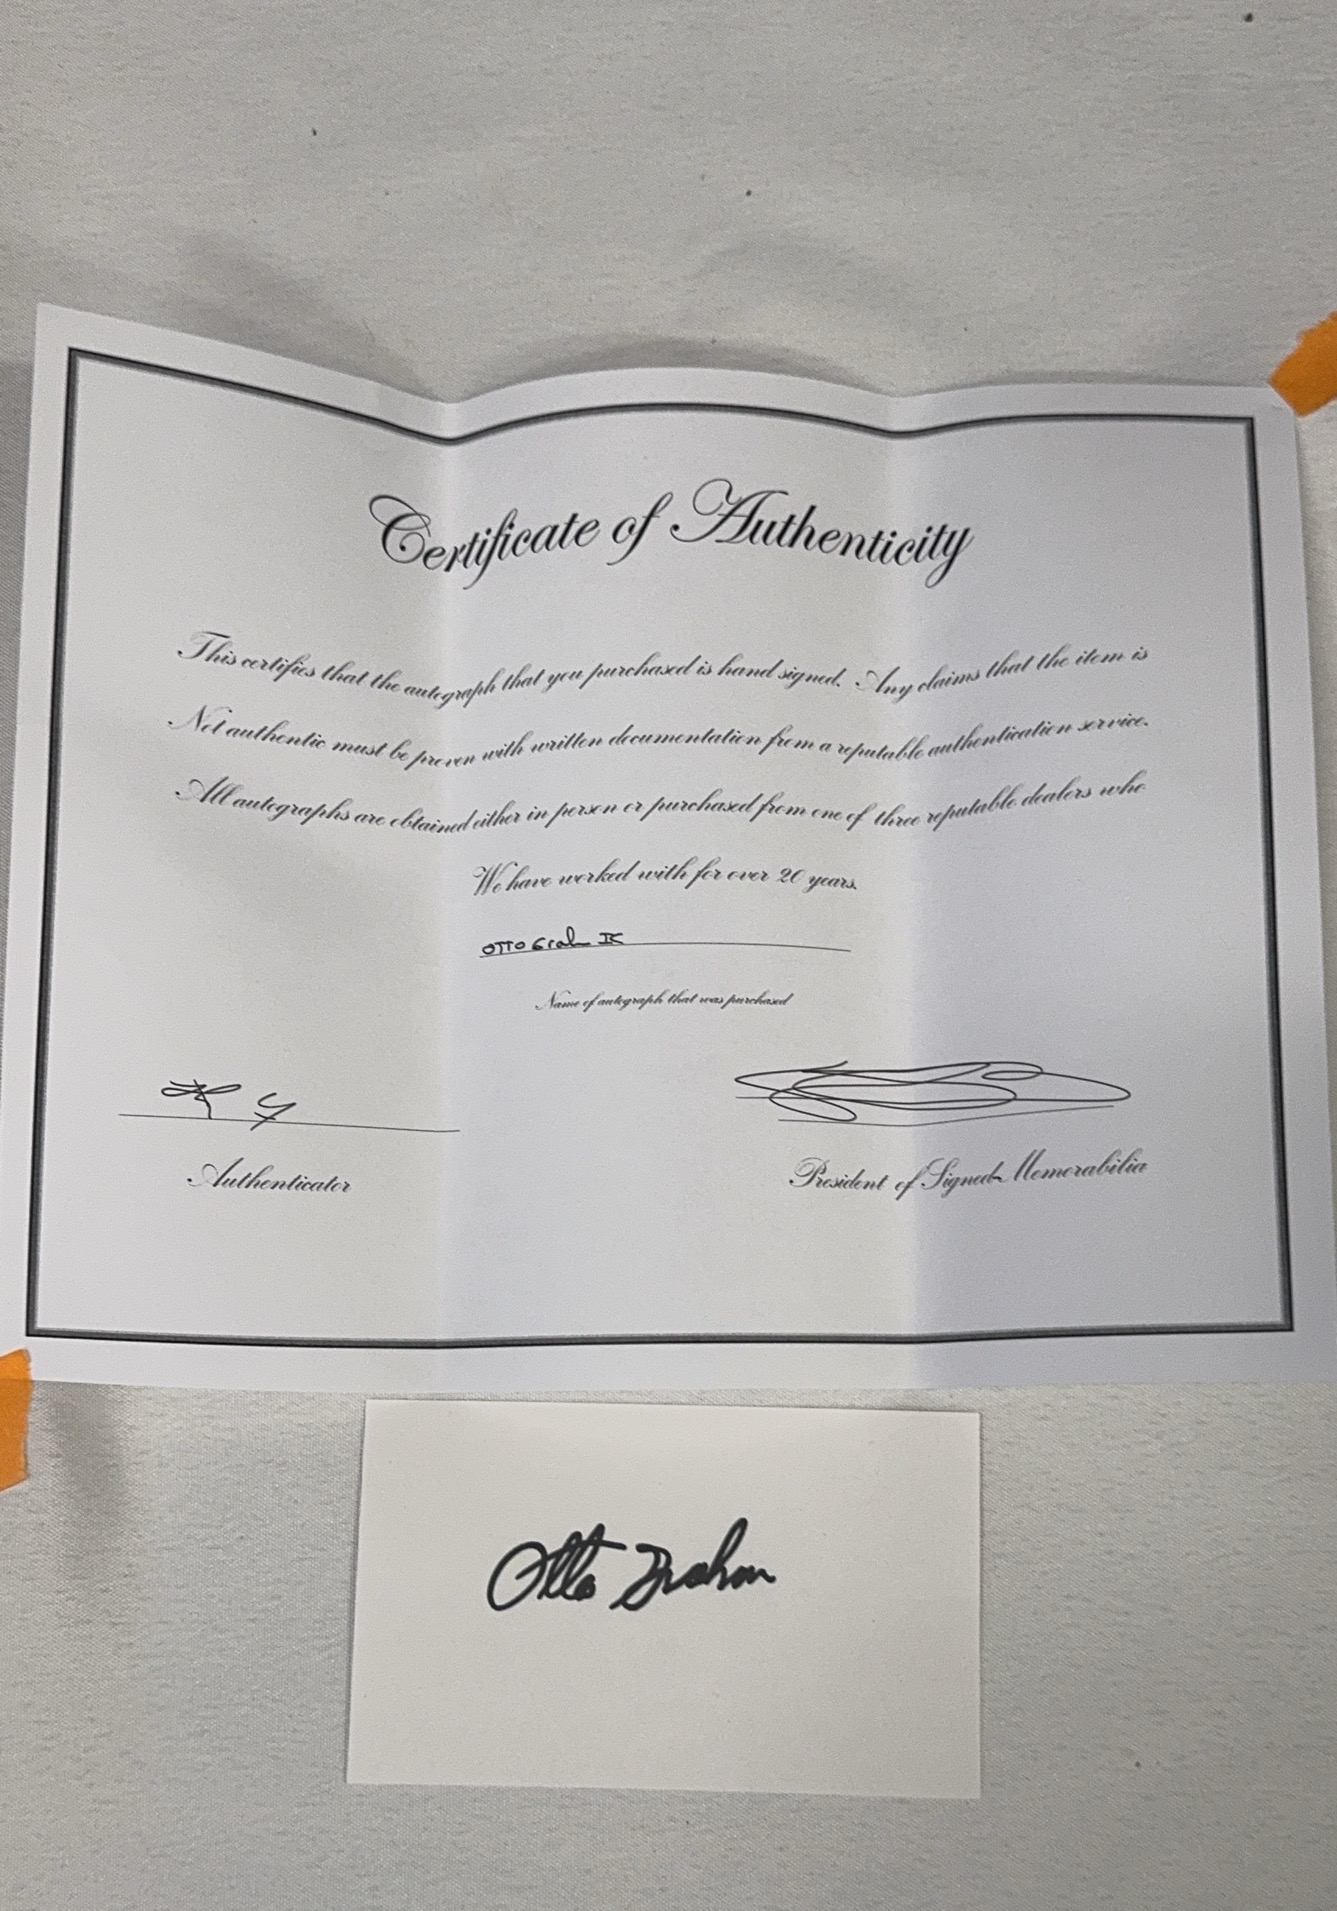 Certificate of Authenticity
This certifies that the autograph that you purchased is hand signed. Any claims that the item is
Not authentic must be proven with written documentation from a reputable authentication service.
All autographs are obtained either in person or purchased from one of three reputable dealers who
We have worked with for over 20 years.
OTTO Graham IC
Name of autograph that was purchased
Authenticator
President of Signed Memorabilia
Otto Graham